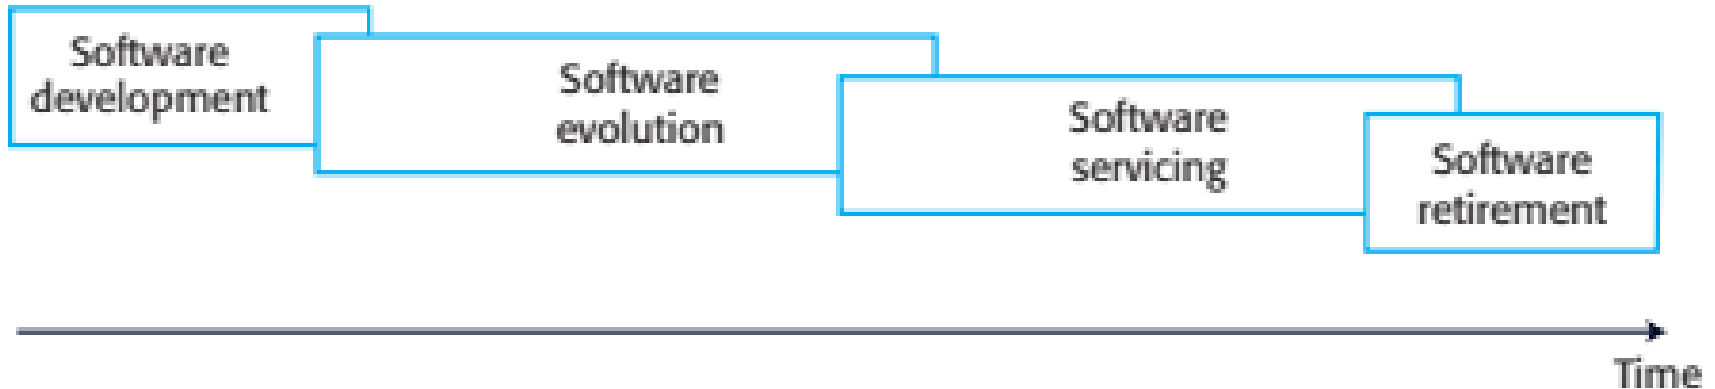 Software
development
Software
evolution
Software
servicing
Software
retirement
Time